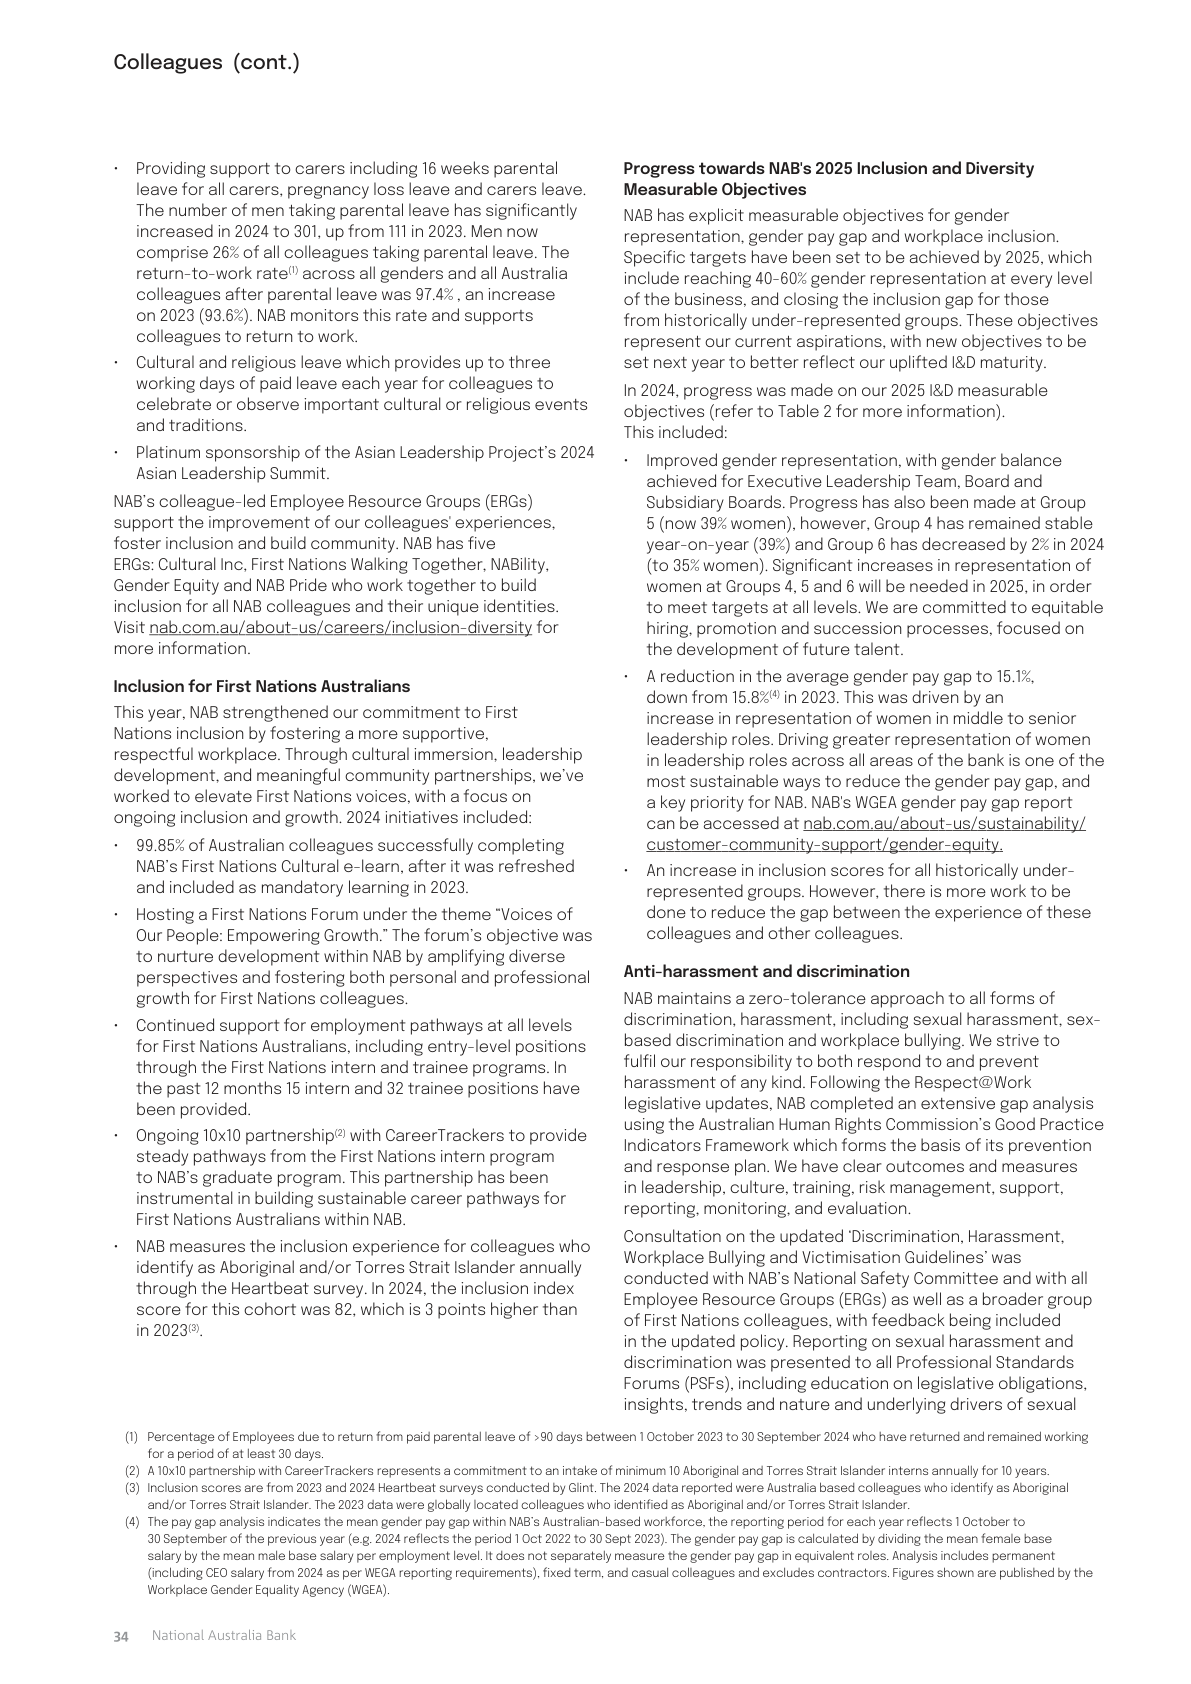 Colleagues (cont.)
• Providing support to carers including 16 weeks parental
leave for all carers, pregnancy loss leave and carers leave.
The number of men taking parental leave has significantly
increased in 2024 to 301, up from 111 in 2023. Men now
comprise 26% of all colleagues taking parental leave. The
return-to-work rate(1) across all genders and all Australia
colleagues after parental leave was 97.4% , an increase
on 2023 (93.6%). NAB monitors this rate and supports
colleagues to return to work.
• Cultural and religious leave which provides up to three
working days of paid leave each year for colleagues to
celebrate or observe important cultural or religious events
and traditions.
• Platinum sponsorship of the Asian Leadership Project's 2024
Asian Leadership Summit.
NAB's colleague-led Employee Resource Groups (ERGs)
support the improvement of our colleagues' experiences,
foster inclusion and build community. NAB has five
ERGs: Cultural Inc, First Nations Walking Together, NABility,
Gender Equity and NAB Pride who work together to build
inclusion for all NAB colleagues and their unique identities.
Visit nab.com.au/about-us/careers/inclusion-diversity for
more information.
Inclusion for First Nations Australians
This year, NAB strengthened our commitment to First
Nations inclusion by fostering a more supportive,
respectful workplace. Through cultural immersion, leadership
development, and meaningful community partnerships, we've
worked to elevate First Nations voices, with a focus on
ongoing inclusion and growth. 2024 initiatives included:
• 99.85% of Australian colleagues successfully completing
NAB's First Nations Cultural e-learn, after it was refreshed
and included as mandatory learning in 2023.
• Hosting a First Nations Forum under the theme “Voices of
Our People: Empowering Growth.” The forum's objective was
to nurture development within NAB by amplifying diverse
perspectives and fostering both personal and professional
growth for First Nations colleagues.
• Continued support for employment pathways at all levels
for First Nations Australians, including entry-level positions
through the First Nations intern and trainee programs. In
the past 12 months 15 intern and 32 trainee positions have
been provided.
• Ongoing 10x10 partnership(2) with CareerTrackers to provide
steady pathways from the First Nations intern program
to NAB's graduate program. This partnership has been
instrumental in building sustainable career pathways for
First Nations Australians within NAB.
• NAB measures the inclusion experience for colleagues who
identify as Aboriginal and/or Torres Strait Islander annually
through the Heartbeat survey. In 2024, the inclusion index
score for this cohort was 82, which is 3 points higher than
in 2023(3).
Progress towards NAB's 2025 Inclusion and Diversity
Measurable Objectives
NAB has explicit measurable objectives for gender
representation, gender pay gap and workplace inclusion.
Specific targets have been set to be achieved by 2025, which
include reaching 40-60% gender representation at every level
of the business, and closing the inclusion gap for those
from historically under-represented groups. These objectives
represent our current aspirations, with new objectives to be
set next year to better reflect our uplifted I&D maturity.
In 2024, progress was made on our 2025 I&D measurable
objectives (refer to Table 2 for more information).
This included:
• Improved gender representation, with gender balance
achieved for Executive Leadership Team, Board and
Subsidiary Boards. Progress has also been made at Group
5 (now 39% women), however, Group 4 has remained stable
year-on-year (39%) and Group 6 has decreased by 2% in 2024
(to 35% women). Significant increases in representation of
women at Groups 4, 5 and 6 will be needed in 2025, in order
to meet targets at all levels. We are committed to equitable
hiring, promotion and succession processes, focused on
the development of future talent.
• A reduction in the average gender pay gap to 15.1%,
down from 15.8%(4) in 2023. This was driven by an
increase in representation of women in middle to senior
leadership roles. Driving greater representation of women
in leadership roles across all areas of the bank is one of the
most sustainable ways to reduce the gender pay gap, and
a key priority for NAB. NAB's WGEA gender pay gap report
can be accessed at nab.com.au/about-us/sustainability/
customer-community-support/gender-equity.
• An increase in inclusion scores for all historically under-
represented groups. However, there is more work to be
done to reduce the gap between the experience of these
colleagues and other colleagues.
Anti-harassment and discrimination
NAB maintains a zero-tolerance approach to all forms of
discrimination, harassment, including sexual harassment, sex-
based discrimination and workplace bullying. We strive to
fulfil our responsibility to both respond to and prevent
harassment of any kind. Following the Respect@Work
legislative updates, NAB completed an extensive gap analysis
using the Australian Human Rights Commission's Good Practice
Indicators Framework which forms the basis of its prevention
and response plan. We have clear outcomes and measures
in leadership, culture, training, risk management, support,
reporting, monitoring, and evaluation.
Consultation on the updated ‘Discrimination, Harassment,
Workplace Bullying and Victimisation Guidelines’ was
conducted with NAB's National Safety Committee and with all
Employee Resource Groups (ERGs) as well as a broader group
of First Nations colleagues, with feedback being included
in the updated policy. Reporting on sexual harassment and
discrimination was presented to all Professional Standards
Forums (PSFs), including education on legislative obligations,
insights, trends and nature and underlying drivers of sexual
(1) Percentage of Employees due to return from paid parental leave of >90 days between 1 October 2023 to 30 September 2024 who have returned and remained working
for a period of at least 30 days.
(2) A 10x10 partnership with CareerTrackers represents a commitment to an intake of minimum 10 Aboriginal and Torres Strait Islander interns annually for 10 years.
(3) Inclusion scores are from 2023 and 2024 Heartbeat surveys conducted by Glint. The 2024 data reported were Australia based colleagues who identify as Aboriginal
and/or Torres Strait Islander. The 2023 data were globally located colleagues who identified as Aboriginal and/or Torres Strait Islander.
(4) The pay gap analysis indicates the mean gender pay gap within NAB's Australian-based workforce, the reporting period for each year reflects 1 October to
30 September of the previous year (e.g. 2024 reflects the period 1 Oct 2022 to 30 Sept 2023). The gender pay gap is calculated by dividing the mean female base
salary by the mean male base salary per employment level. It does not separately measure the gender pay gap in equivalent roles. Analysis includes permanent
(including CEO salary from 2024 as per WEGA reporting requirements), fixed term, and casual colleagues and excludes contractors. Figures shown are published by the
Workplace Gender Equality Agency (WGEA).
34 National Australia Bank